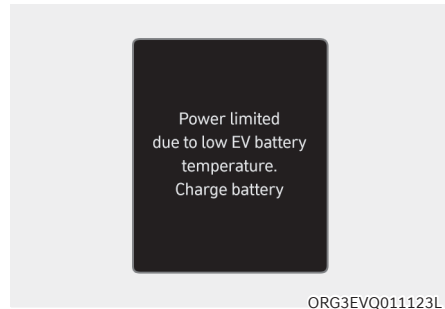 Power limited
due to low EV battery
temperature.
Charge battery
ORG3EVQ011123L